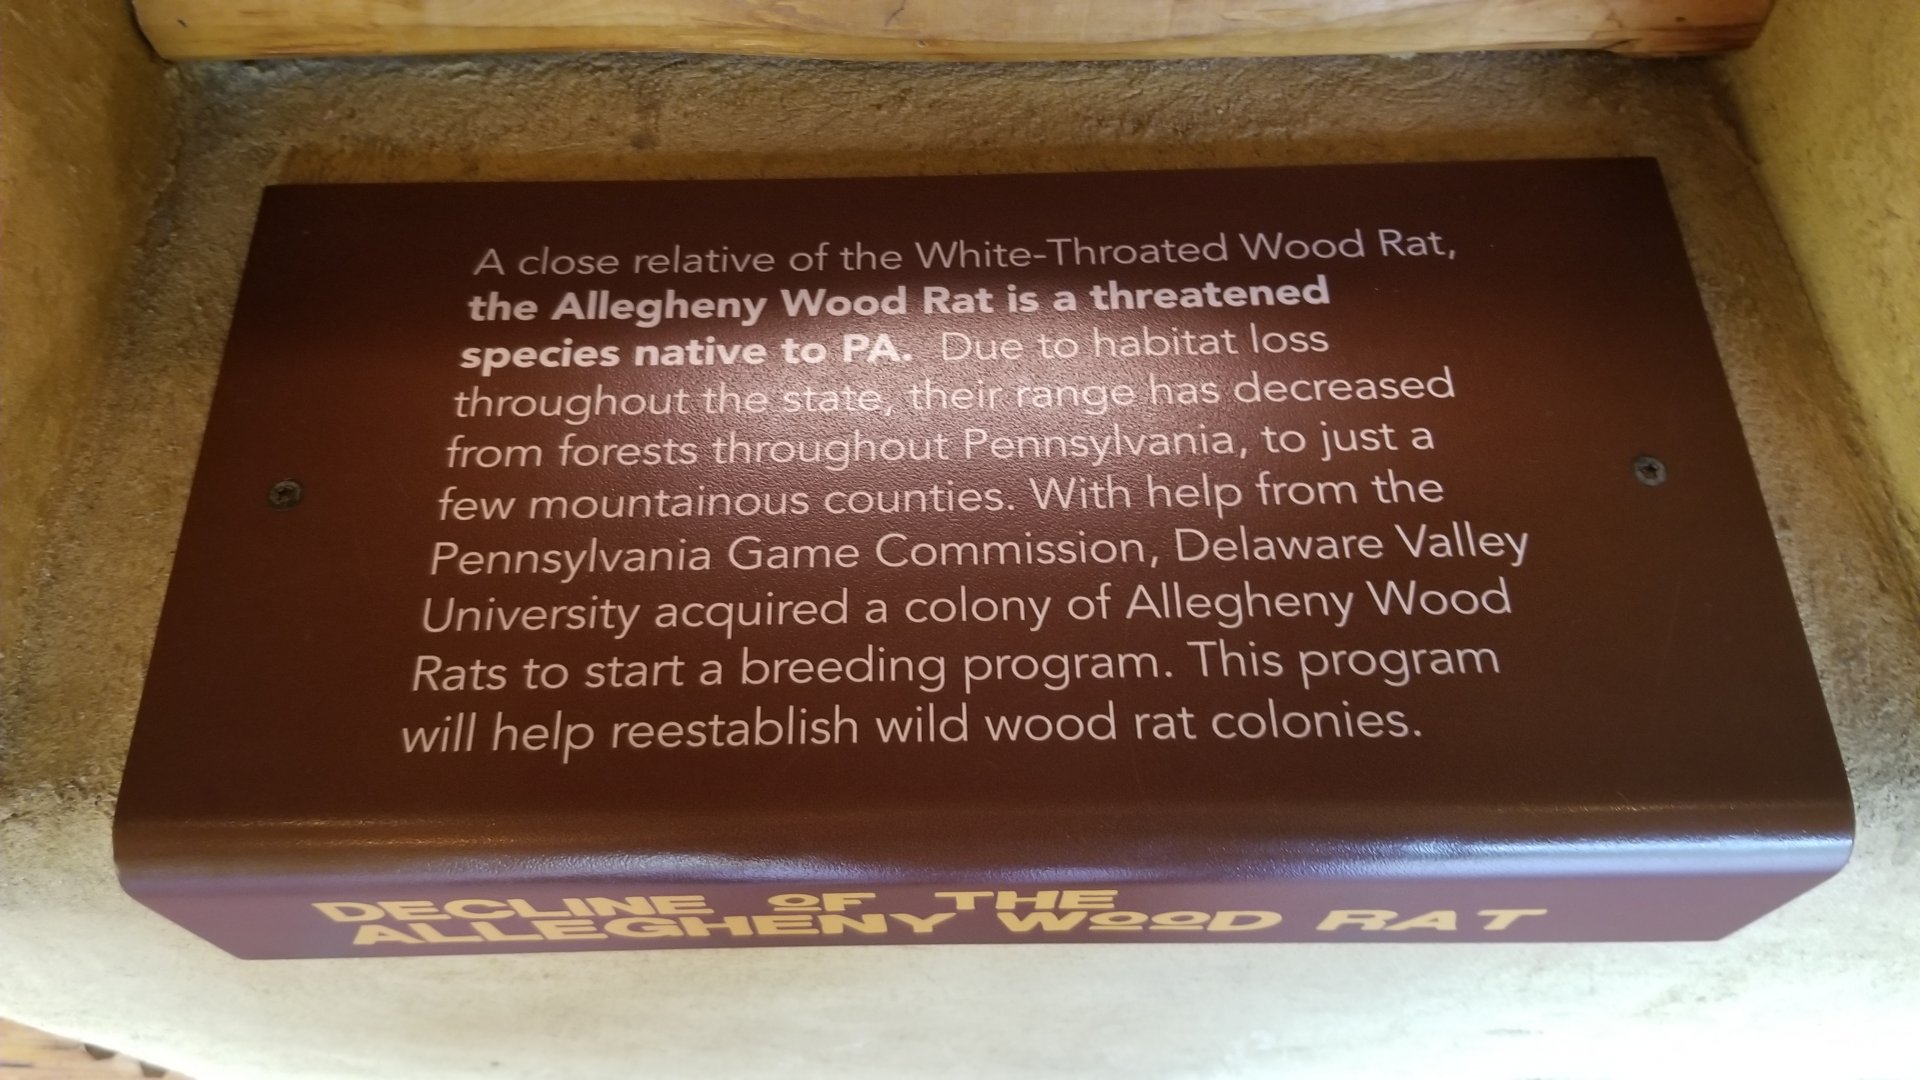 A close relative of the White-Throated Wood Rat,
the Allegheny Wood Rat is a threatened
species native to PA. Due to habitat loss
throughout the state, their range has decreased
from forests throughout Pennsylvania, to just a
few mountainous counties. With help from the
Pennsylvania Game Commission, Delaware Valley
University acquired a colony of Allegheny Wood
Rats to start a breeding program. This program
will help reestablish wild wood rat colonies.
DECLINE OF THE
ALLEGHENY WOOD RAT